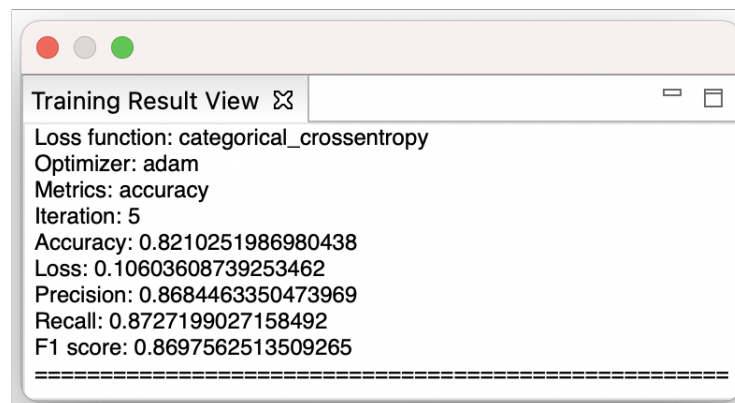 Training Result View
Loss function: categorical_crossentropy
Optimizer: adam
Metrics: accuracy
Iteration: 5
Accuracy: 0.8210251986980438
Loss: 0.10603608739253462
Precision: 0.8684463350473969
Recall: 0.8727199027158492
F1 score: 0.8697562513509265
=====================================================